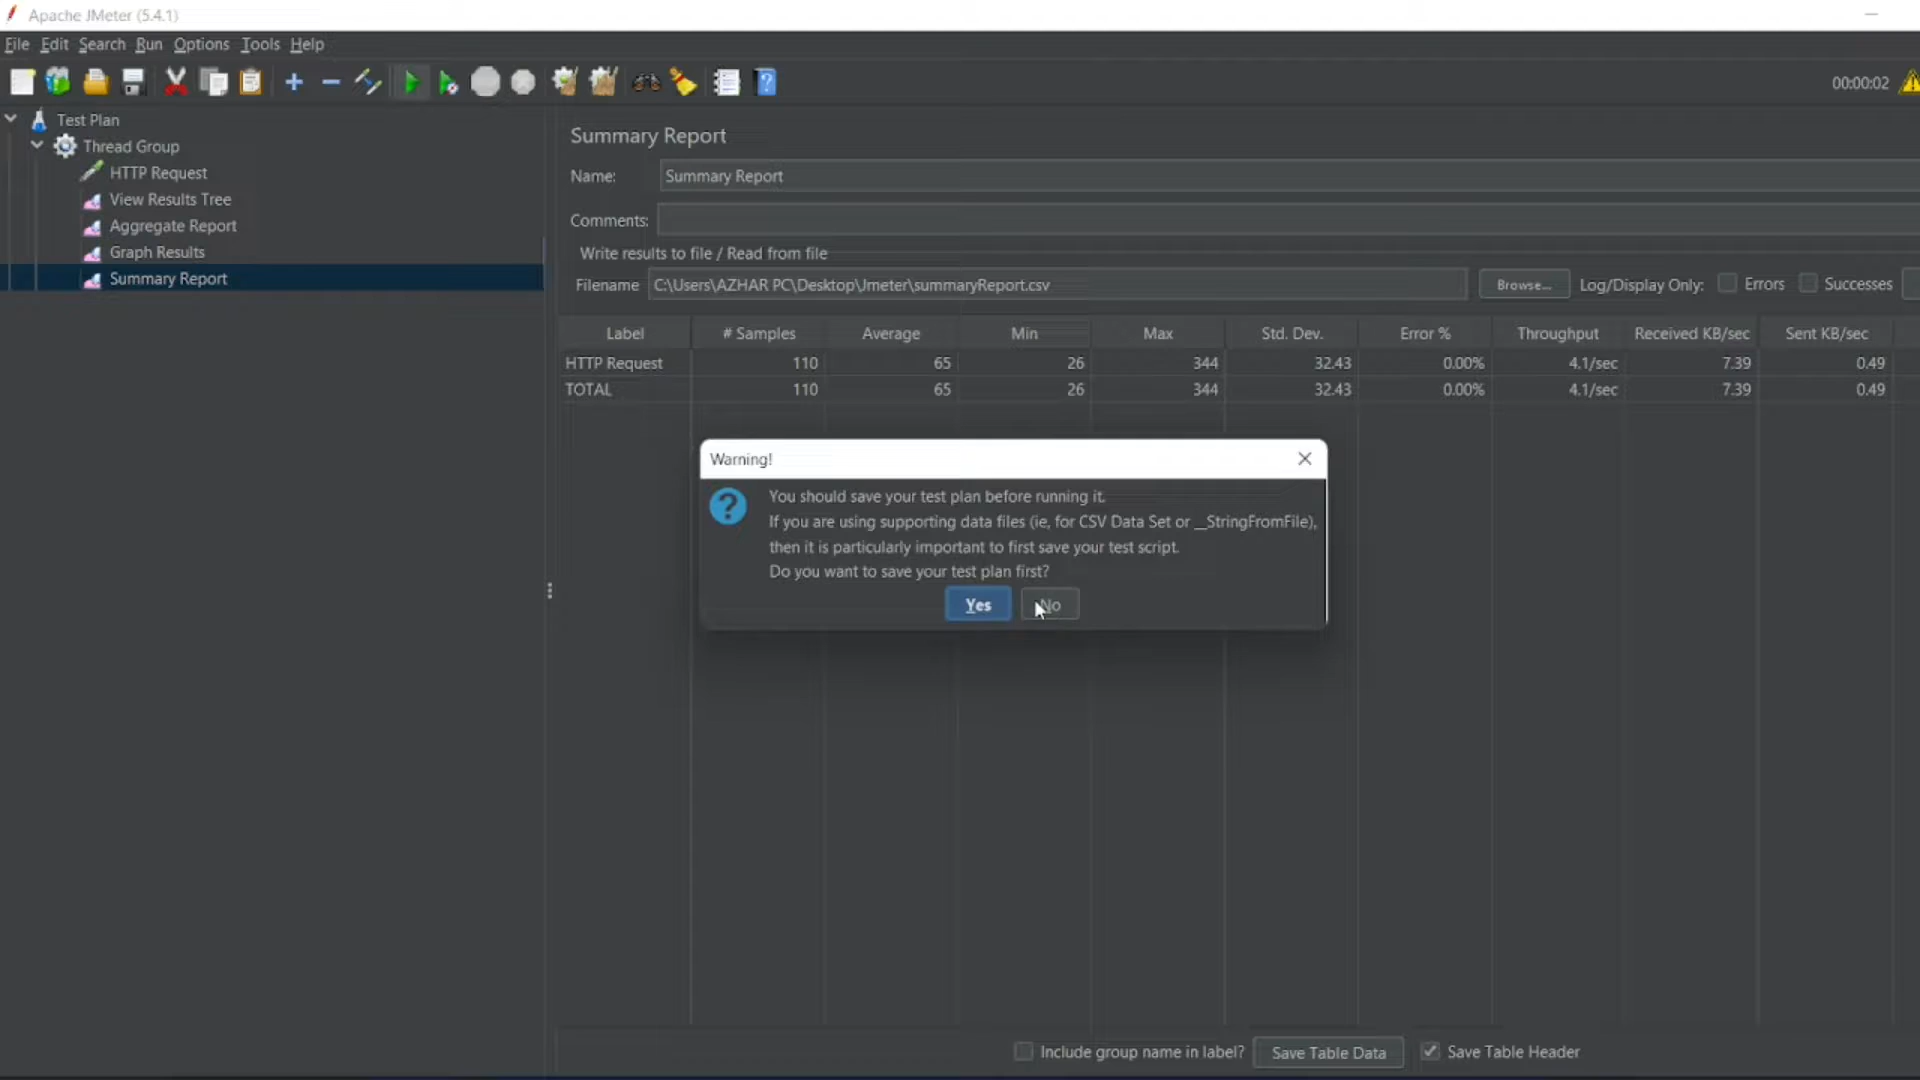 Apache JMeter (5.4.1)
File Edit Search Run Options Tools Help
00:00:02
Test Plan
Thread Group
HTTP Request
View Results Tree
Aggregate Report
Graph Results
Summary Report
Summary Report
Name: Summary Report
Comments:
Write results to file / Read from file
Filename C:\Users\AZHAR PC\Desktop\Jmeter\summaryReport.csv Browse... Log/Display Only: Errors Successes
Label # Samples Average Min Max Std. Dev. Error % Throughput Received KB/sec Sent KB/sec
HTTP Request 110 65 26 344 32.43 0.00% 4.1/sec 7.39 0.49
TOTAL 110 65 26 344 32.43 0.00% 4.1/sec 7.39 0.49
Warning!
You should save your test plan before running it.
If you are using supporting data files (ie, for CSV Data Set or __StringFromFile),
then it is particularly important to first save your test script.
Do you want to save your test plan first?
Yes No
Include group name in label? Save Table Data Save Table Header